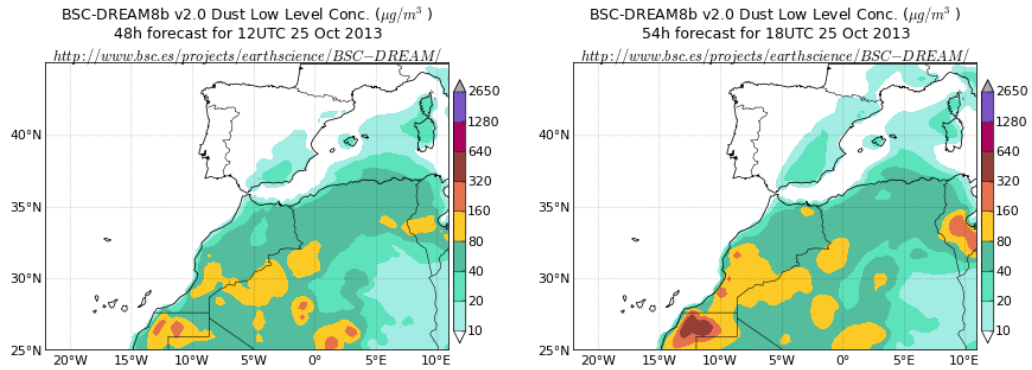 BSC-DREAM8b v2.0 Dust Low Level Conc. (μg/m³ )
48h forecast for 12UTC 25 Oct 2013
http://www.bsc.es/projects/earthscience/BSC−DREAM/
40°N
35°N
30°N
25°N
20°W
15°W
10°W
5°W
0°
5°E
10°E
2650
1280
640
320
160
80
40
20
10
BSC-DREAM8b v2.0 Dust Low Level Conc. (μg/m³ )
54h forecast for 18UTC 25 Oct 2013
http://www.bsc.es/projects/earthscience/BSC−DREAM/
40°N
35°N
30°N
25°N
20°W
15°W
10°W
5°W
0°
5°E
10°E
2650
1280
640
320
160
80
40
20
10